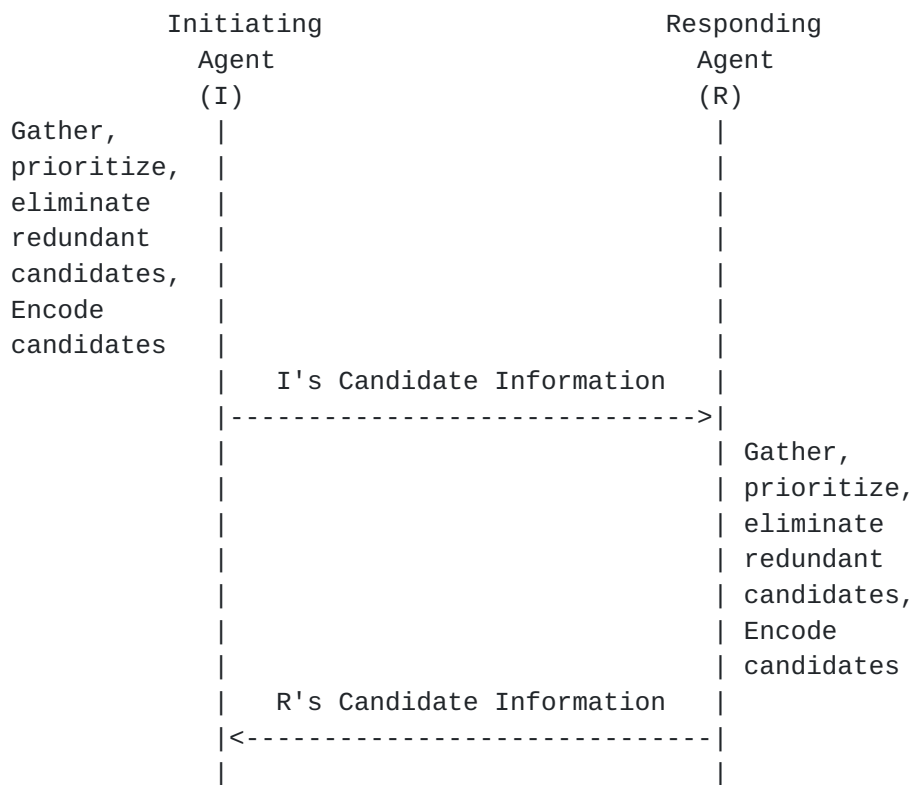 Initiating                      Responding
Agent                           Agent
(I)                             (R)
Gather,      |                               |
prioritize,  |                               |
eliminate    |                               |
redundant    |                               |
candidates,  |                               |
Encode       |                               |
candidates   |                               |
|   I's Candidate Information   |
|------------------------------>|
|                               | Gather,
|                               | prioritize,
|                               | eliminate
|                               | redundant
|                               | candidates,
|                               | Encode
|                               | candidates
|   R's Candidate Information   |
|<------------------------------|
|                               |